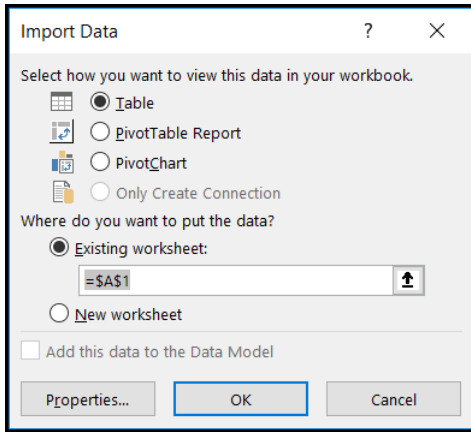 Import Data ?
Select how you want to view this data in your workbook.
Table
PivotTable Report
PivotChart
Only Create Connection
Where do you want to put the data?
Existing worksheet:
=$A$1
New worksheet
Add this data to the Data Model
Properties... OK Cancel